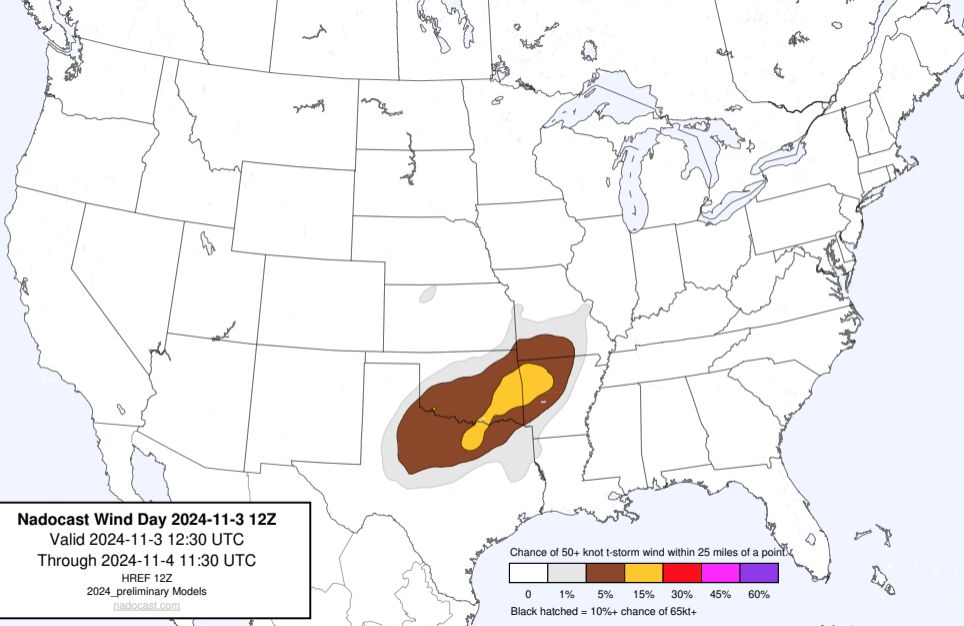 Nadocast Wind Day 2024-11-3 12Z
Valid 2024-11-3 12:30 UTC
Through 2024-11-4 11:30 UTC
HREF 12Z
2024_preliminary Models
nadocast.com
Chance of 50+ knot t-storm wind within 25 miles of a point.
0 1% 5% 15% 30% 45% 60%
Black hatched = 10%+ chance of 65kt+